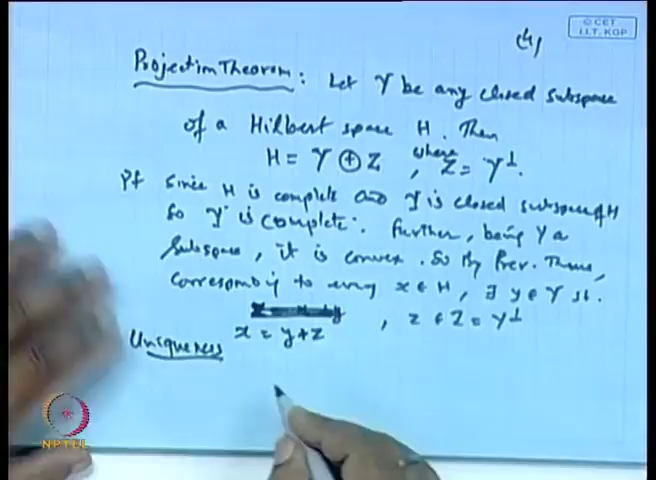 © CET
I.I.T. KGP
Projection Theorem : Let Y be any closed subspace
of a Hilbert space H. Then
H = Y ⊕ Z , where Z = Y⊥.
Pf Since H is complete and Y is closed subspace of H
So Y is complete. Further, being Y a
Subspace, it is convex. So By Prev. Thm,
Corresponding to every x ∈ H, ∃ y ∈ Y st.
, z ∈ Z = Y⊥
Uniqueness x = y + z
NPTEL